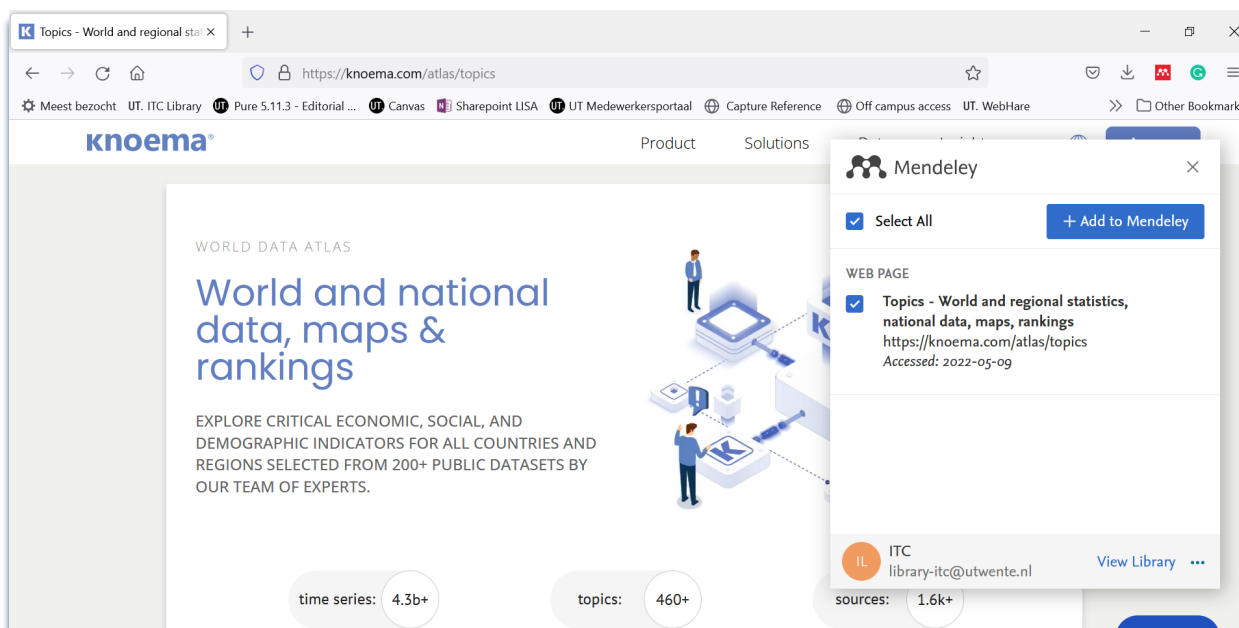 Topics - World and regional stat
https://knoema.com/atlas/topics
Meest bezocht UT. ITC Library UT Pure 5.11.3 - Editorial ... UT Canvas Sharepoint LISA UT UT Medewerkersportaal Capture Reference Off campus access UT. WebHare Other Bookmark
knoema®
Product Solutions
Mendeley
Select All
+ Add to Mendeley
WEB PAGE
Topics - World and regional statistics,
national data, maps, rankings
https://knoema.com/atlas/topics
Accessed: 2022-05-09
IL ITC
library-itc@utwente.nl
View Library
WORLD DATA ATLAS
World and national
data, maps &
rankings
EXPLORE CRITICAL ECONOMIC, SOCIAL, AND
DEMOGRAPHIC INDICATORS FOR ALL COUNTRIES AND
REGIONS SELECTED FROM 200+ PUBLIC DATASETS BY
OUR TEAM OF EXPERTS.
time series: 4.3b+ topics: 460+ sources: 1.6k+